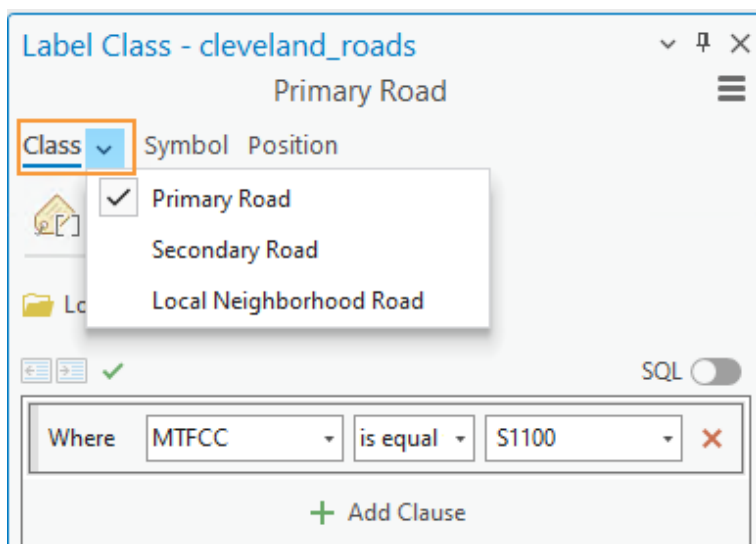 Label Class - cleveland_roads
Primary Road
Class Symbol Position
Primary Road
Secondary Road
Local Neighborhood Road
SQL
Where MTFCC is equal S1100
Add Clause